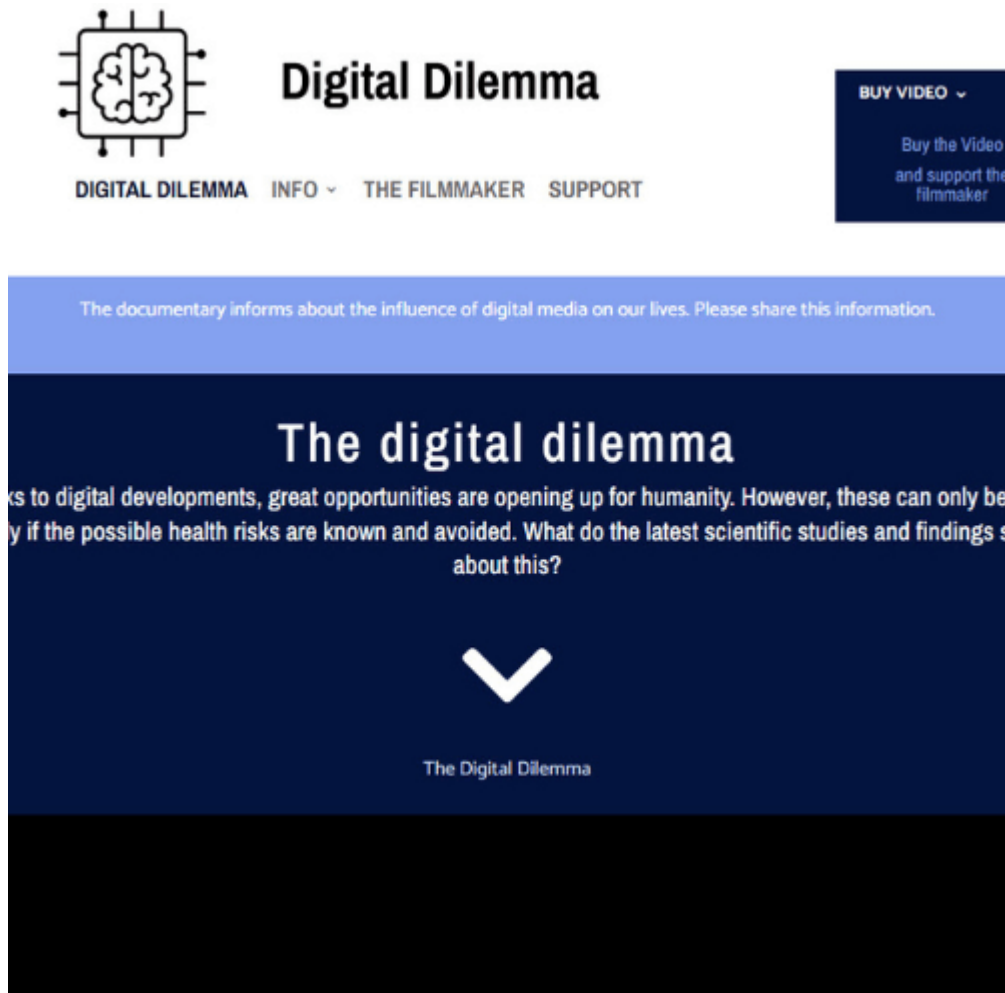 Digital Dilemma
BUY VIDEO
Buy the Video
and support the
filmmaker
DIGITAL DILEMMA INFO THE FILMMAKER SUPPORT
The documentary informs about the influence of digital media on our lives. Please share this information.
The digital dilemma
ks to digital developments, great opportunities are opening up for humanity. However, these can only be
ly if the possible health risks are known and avoided. What do the latest scientific studies and findings s
about this?
The Digital Dilemma